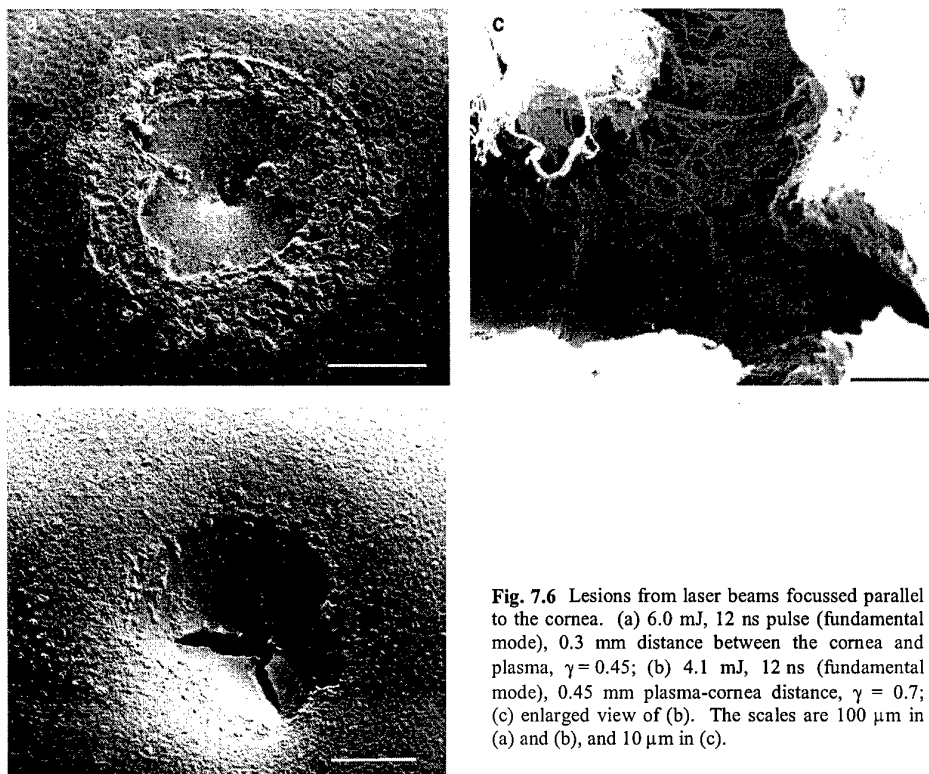 c
Fig. 7.6 Lesions from laser beams focussed parallel
to the cornea. (a) 6.0 mJ, 12 ns pulse (fundamental
mode), 0.3 mm distance between the cornea and
plasma, γ = 0.45; (b) 4.1 mJ, 12 ns (fundamental
mode), 0.45 mm plasma-cornea distance, γ = 0.7;
(c) enlarged view of (b). The scales are 100 μm in
(a) and (b), and 10 μm in (c).